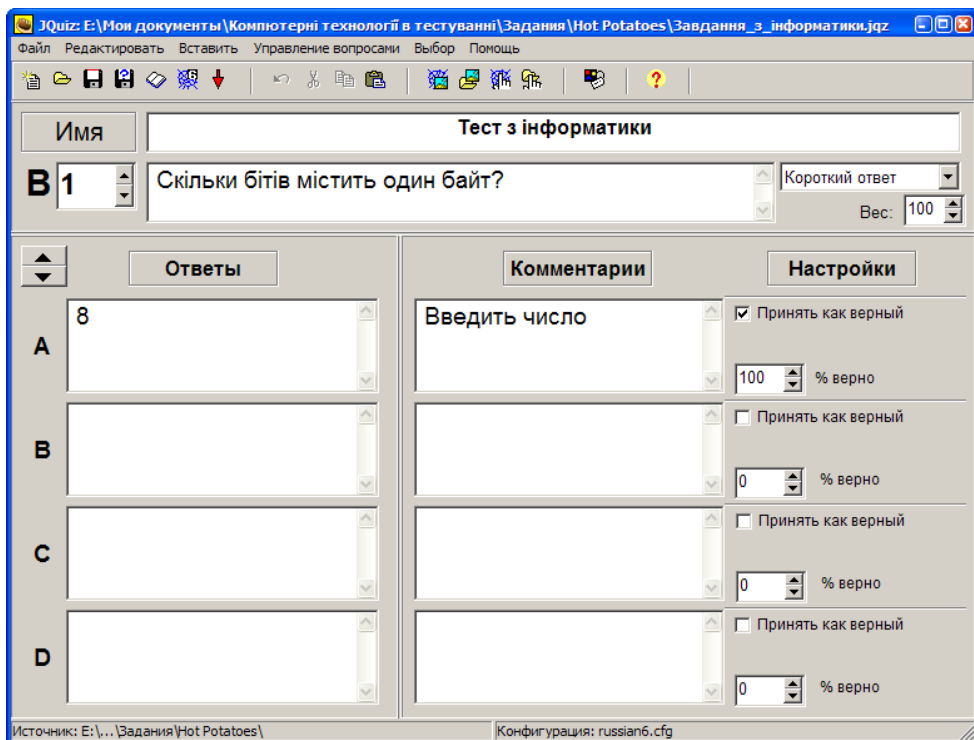 JQuiz: E:\Мои документы\Компютерні технології в тестуванні\Задания\Hot Potatoes\Завдання_з_інформатики.jqz
Файл Редактировать Вставить Управление вопросами Выбор Помощь
Имя Тест з інформатики
В 1 Скільки бітів містить один байт? Короткий ответ
Вес: 100
Ответы Комментарии Настройки
A 8 Введить число Принять как верный
100 % верно
B Принять как верный
0 % верно
C Принять как верный
0 % верно
D Принять как верный
0 % верно
Источник: E:\...\Задания\Hot Potatoes\ Конфигурация: russian6.cfg